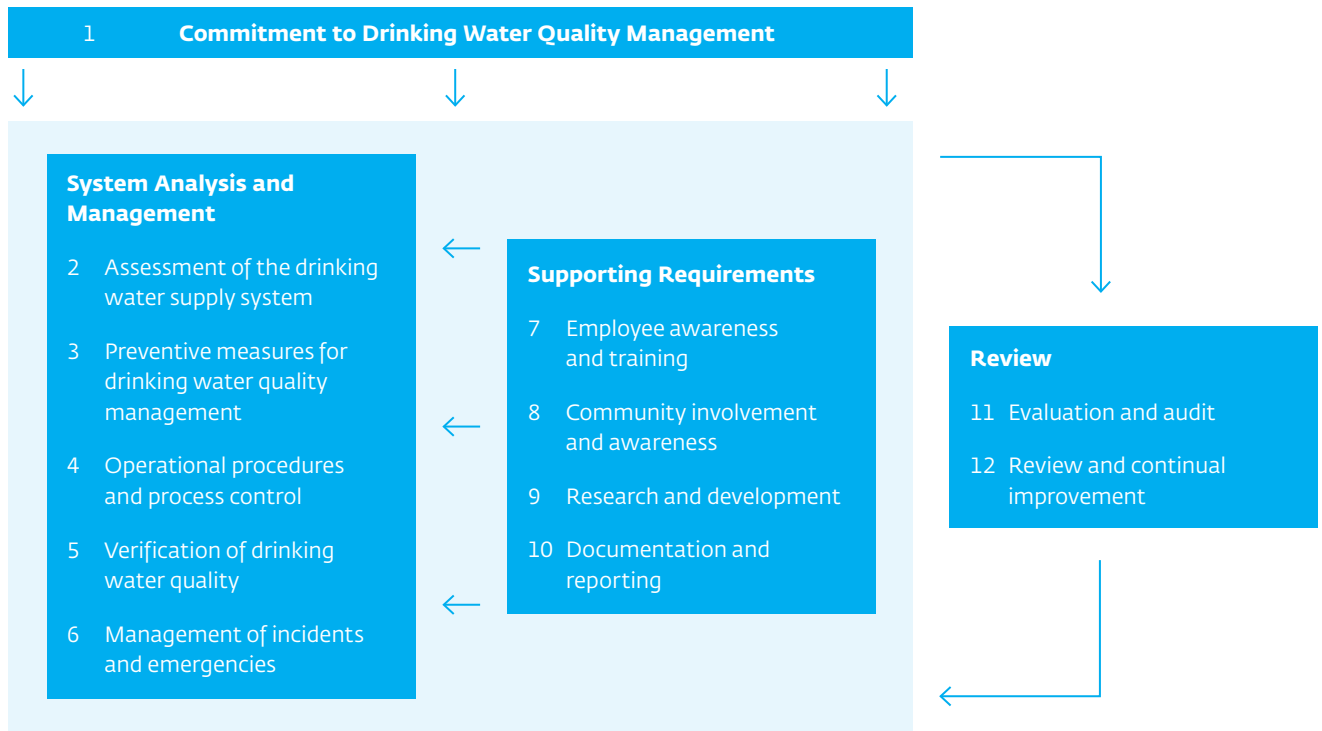 1 Commitment to Drinking Water Quality Management
System Analysis and
Management
2 Assessment of the drinking
water supply system
3 Preventive measures for
drinking water quality
management
4 Operational procedures
and process control
5 Verification of drinking
water quality
6 Management of incidents
and emergencies
Supporting Requirements
7 Employee awareness
and training
8 Community involvement
and awareness
9 Research and development
10 Documentation and
reporting
Review
11 Evaluation and audit
12 Review and continual
improvement